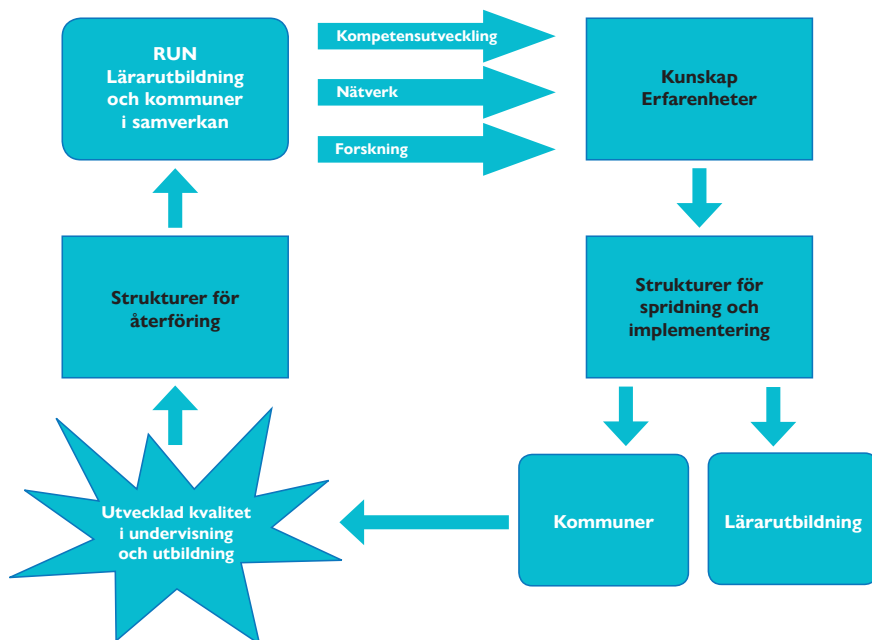 RUN
Lärarutbildning
och kommuner
i samverkan
Kompetensutveckling
Nätverk
Forskning
Kunskap
Erfarenheter
Strukturer för
återföring
Strukturer för
spridning och
implementering
Utvecklad kvalitet
i undervisning
och utbildning
Kommuner
Lärarutbildning